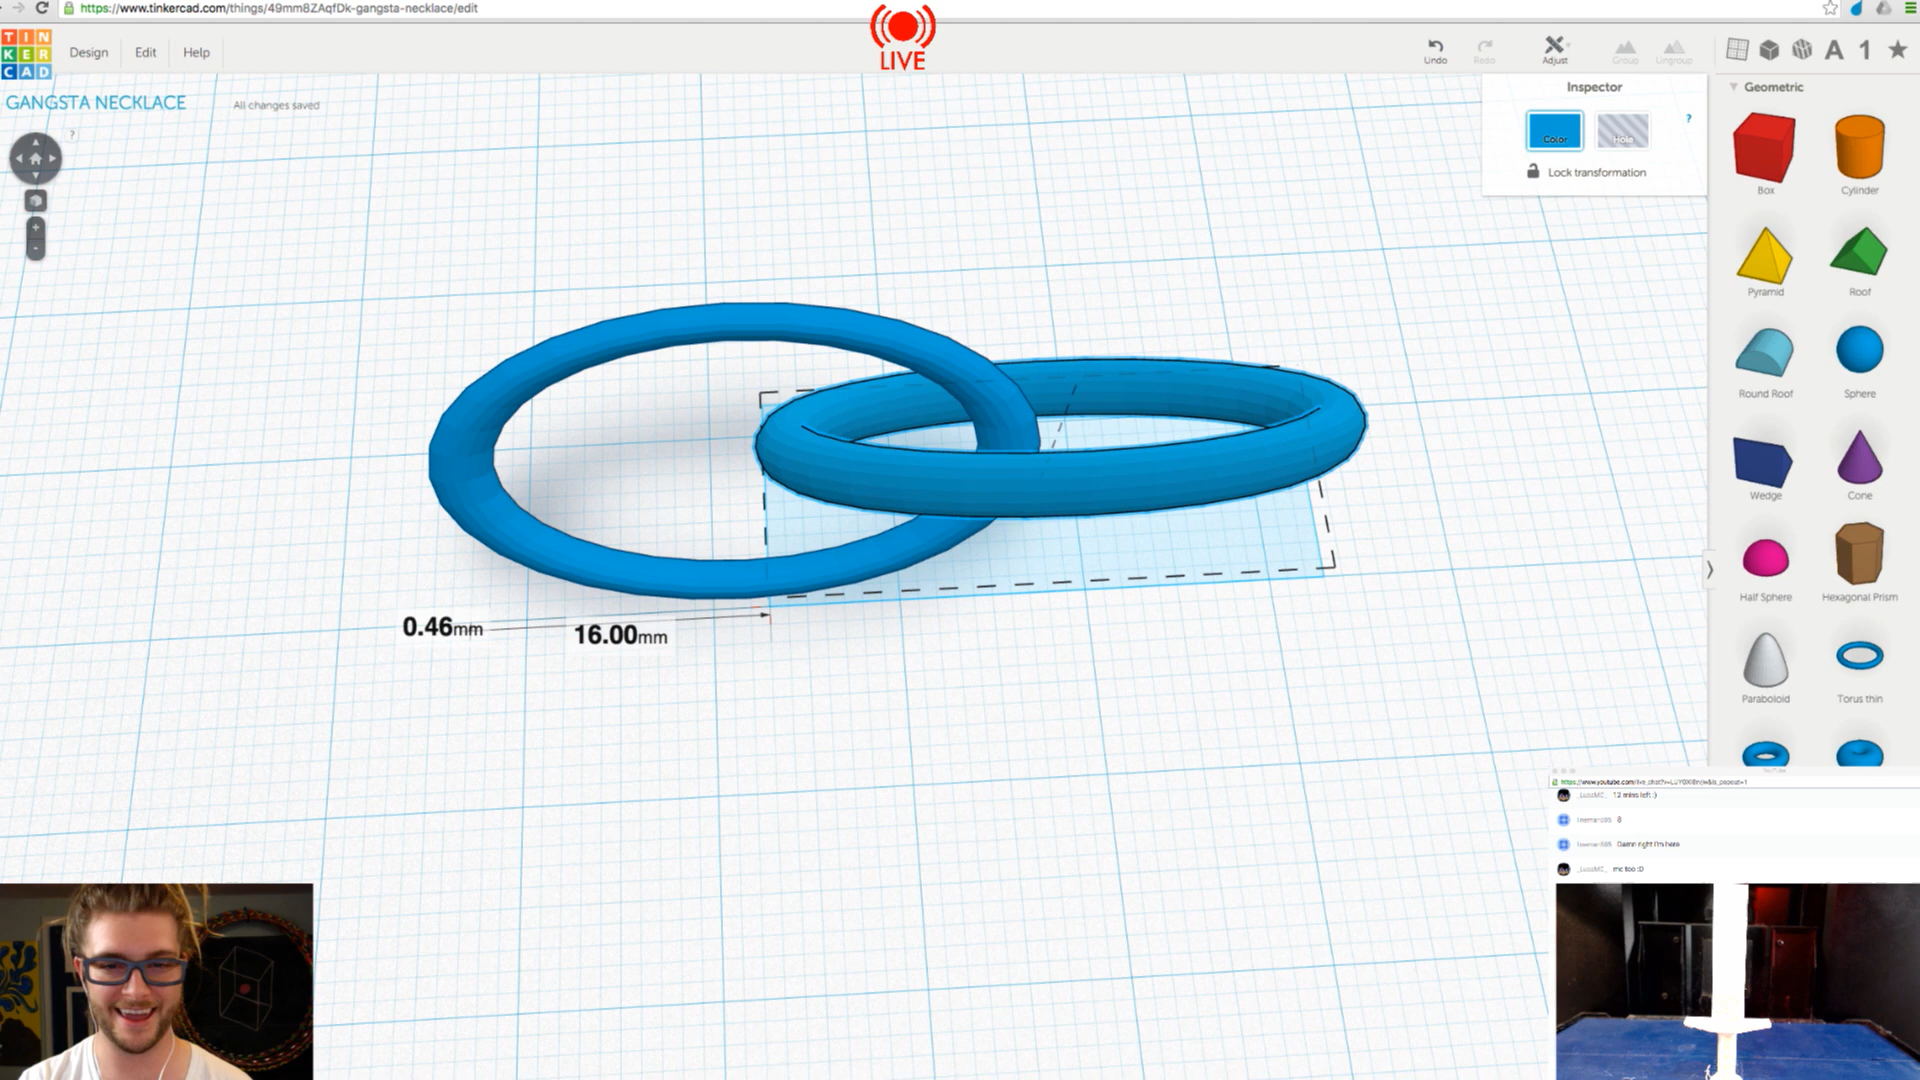 https://www.tinkercad.com/things/49mm8ZAqfDk-gangsta-necklace/edit
LIVE
TIN
KER
CAD
Design
Edit
Help
Undo
Redo
Adjust
Group
Ungroup
A
1
GANGSTA NECKLACE
All changes saved
?
+
-
Inspector
Color
Hole
?
Lock transformation
Geometric
Box
Cylinder
Pyramid
Roof
Round Roof
Sphere
Wedge
Cone
Half Sphere
Hexagonal Prism
Paraboloid
Torus thin
0.46mm
16.00mm
_LucsMC_ 12 mins left :)
8
Damn right I'm here
_LucsMC_ me too :D